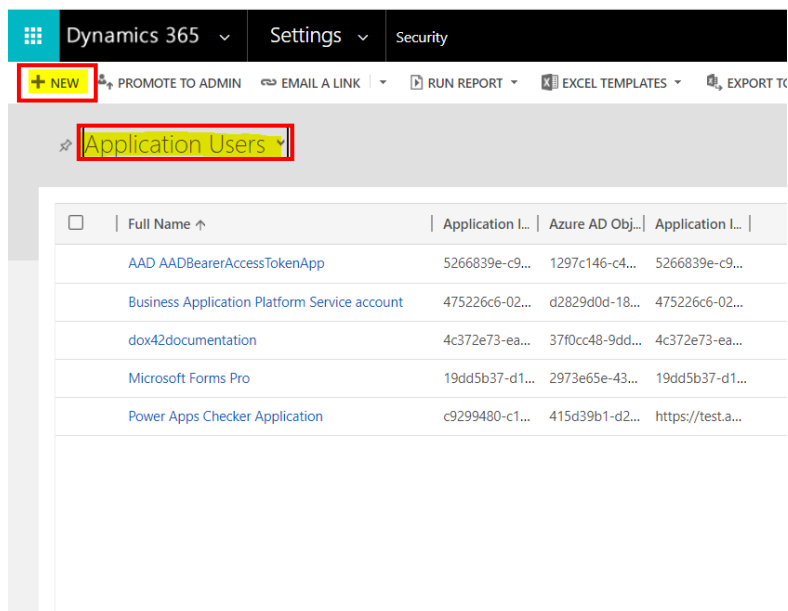 Dynamics 365 Settings Security
NEW PROMOTE TO ADMIN EMAIL A LINK RUN REPORT EXCEL TEMPLATES EXPORT TO
Application Users
Full Name Application I... Azure AD Obj... Application I...
AAD AADBearerAccessTokenApp 5266839e-c9... 1297c146-c4... 5266839e-c9...
Business Application Platform Service account 475226c6-02... d2829d0d-18... 475226c6-02...
dox42documentation 4c372e73-ea... 37f0cc48-9dd... 4c372e73-ea...
Microsoft Forms Pro 19dd5b37-d1... 2973e65e-43... 19dd5b37-d1...
Power Apps Checker Application c9299480-c1... 415d39b1-d2... https://test.a...